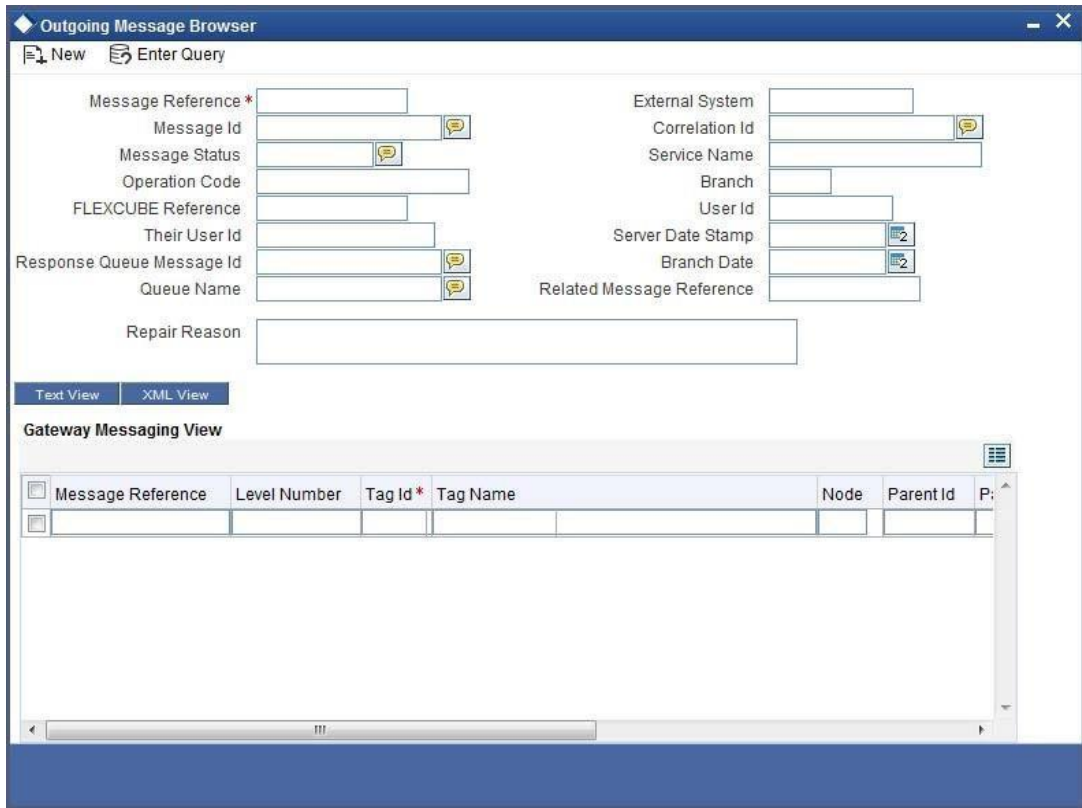 Outgoing Message Browser
New Enter Query
Message Reference * External System
Message Id Correlation Id
Message Status Service Name
Operation Code Branch
FLEXCUBE Reference User Id
Their User Id Server Date Stamp
Response Queue Message Id Branch Date
Queue Name Related Message Reference
Repair Reason
Text View XML View
Gateway Messaging View
Message Reference Level Number Tag Id * Tag Name Node Parent Id